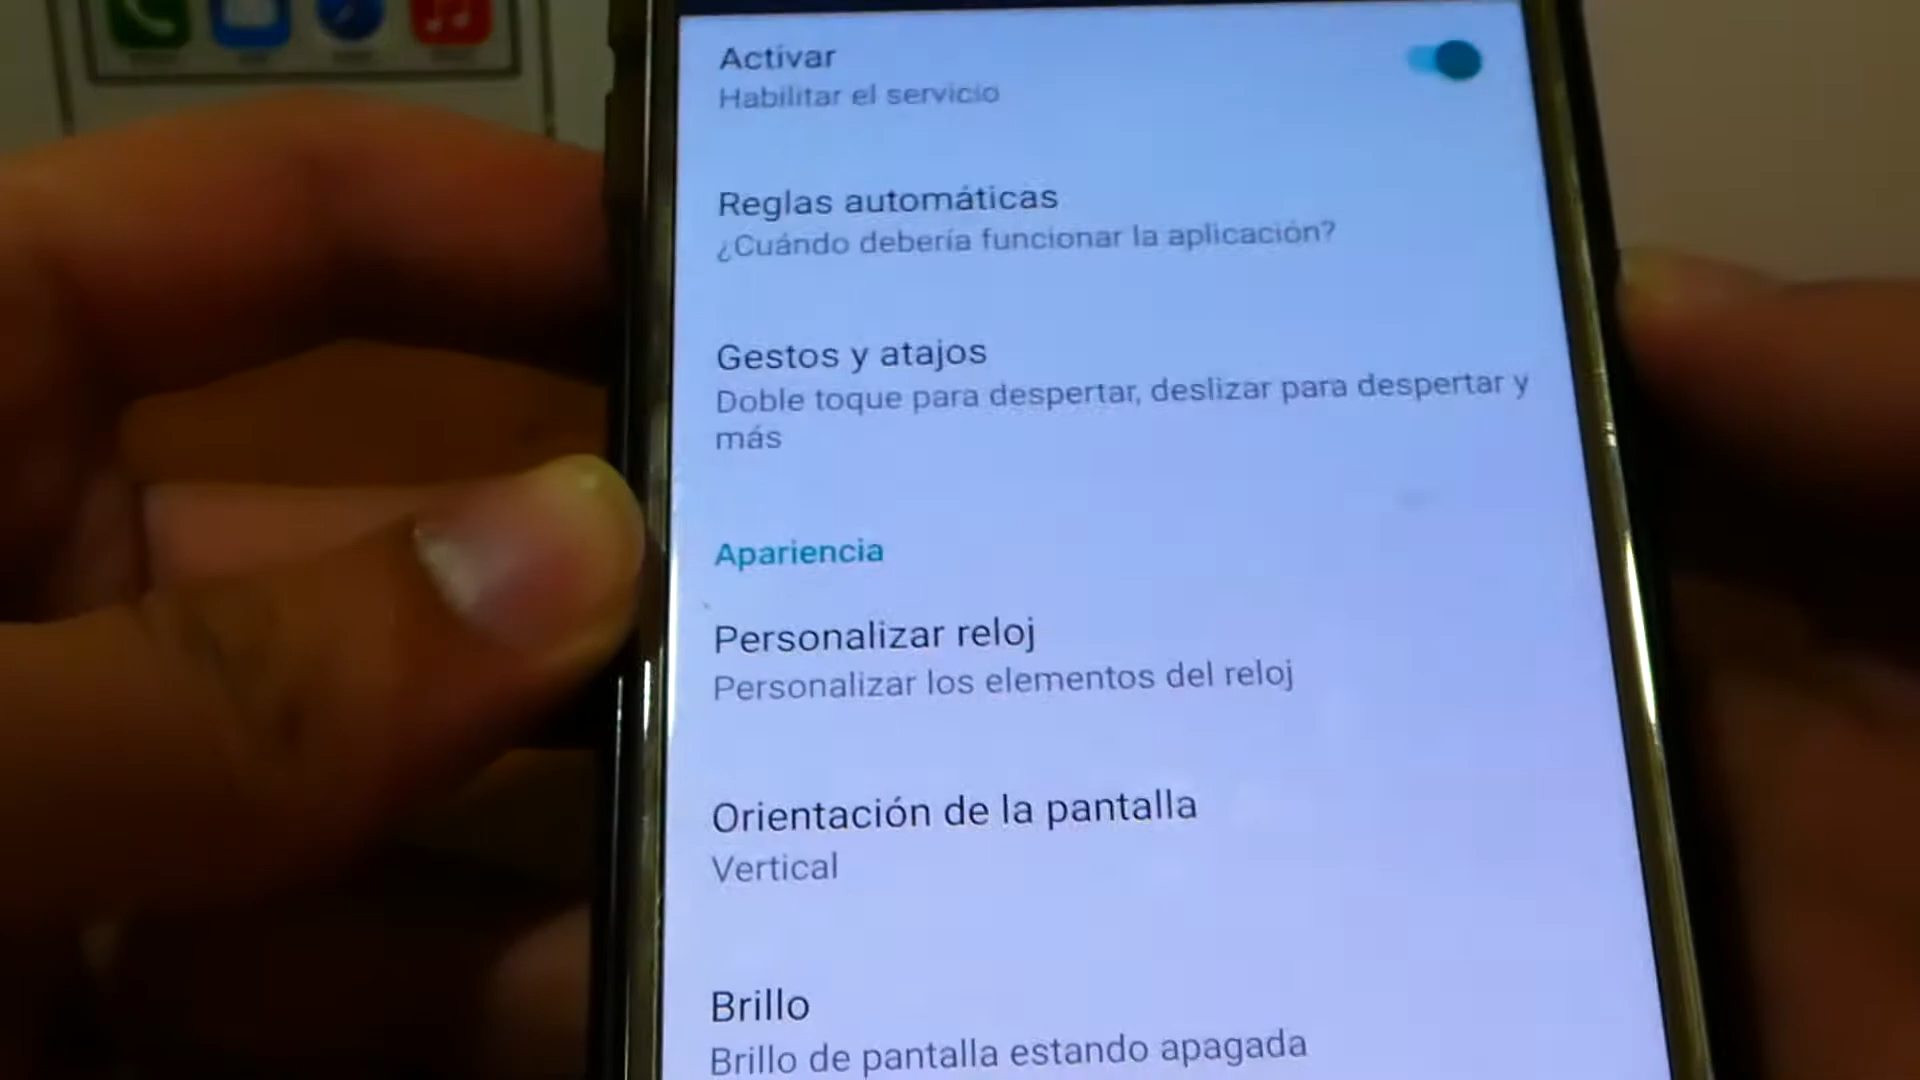 Activar
Habilitar el servicio
Reglas automáticas
¿Cuándo debería funcionar la aplicación?
Gestos y atajos
Doble toque para despertar, deslizar para despertar y
más
Apariencia
Personalizar reloj
Personalizar los elementos del reloj
Orientación de la pantalla
Vertical
Brillo
Brillo de pantalla estando apagada